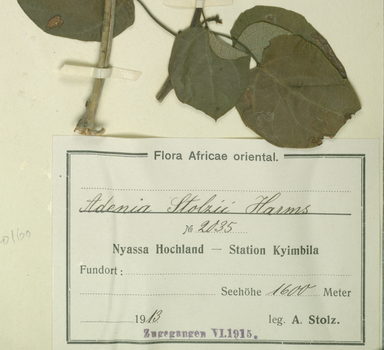 Flora Africae oriental.
Adenia Stolzii Harms
№ 2035
Nyassa Hochland — Station Kyimbila
Fundort:
Seehöhe 1600 Meter
1913 leg. A. Stolz.
Zugegangen VI.1915.